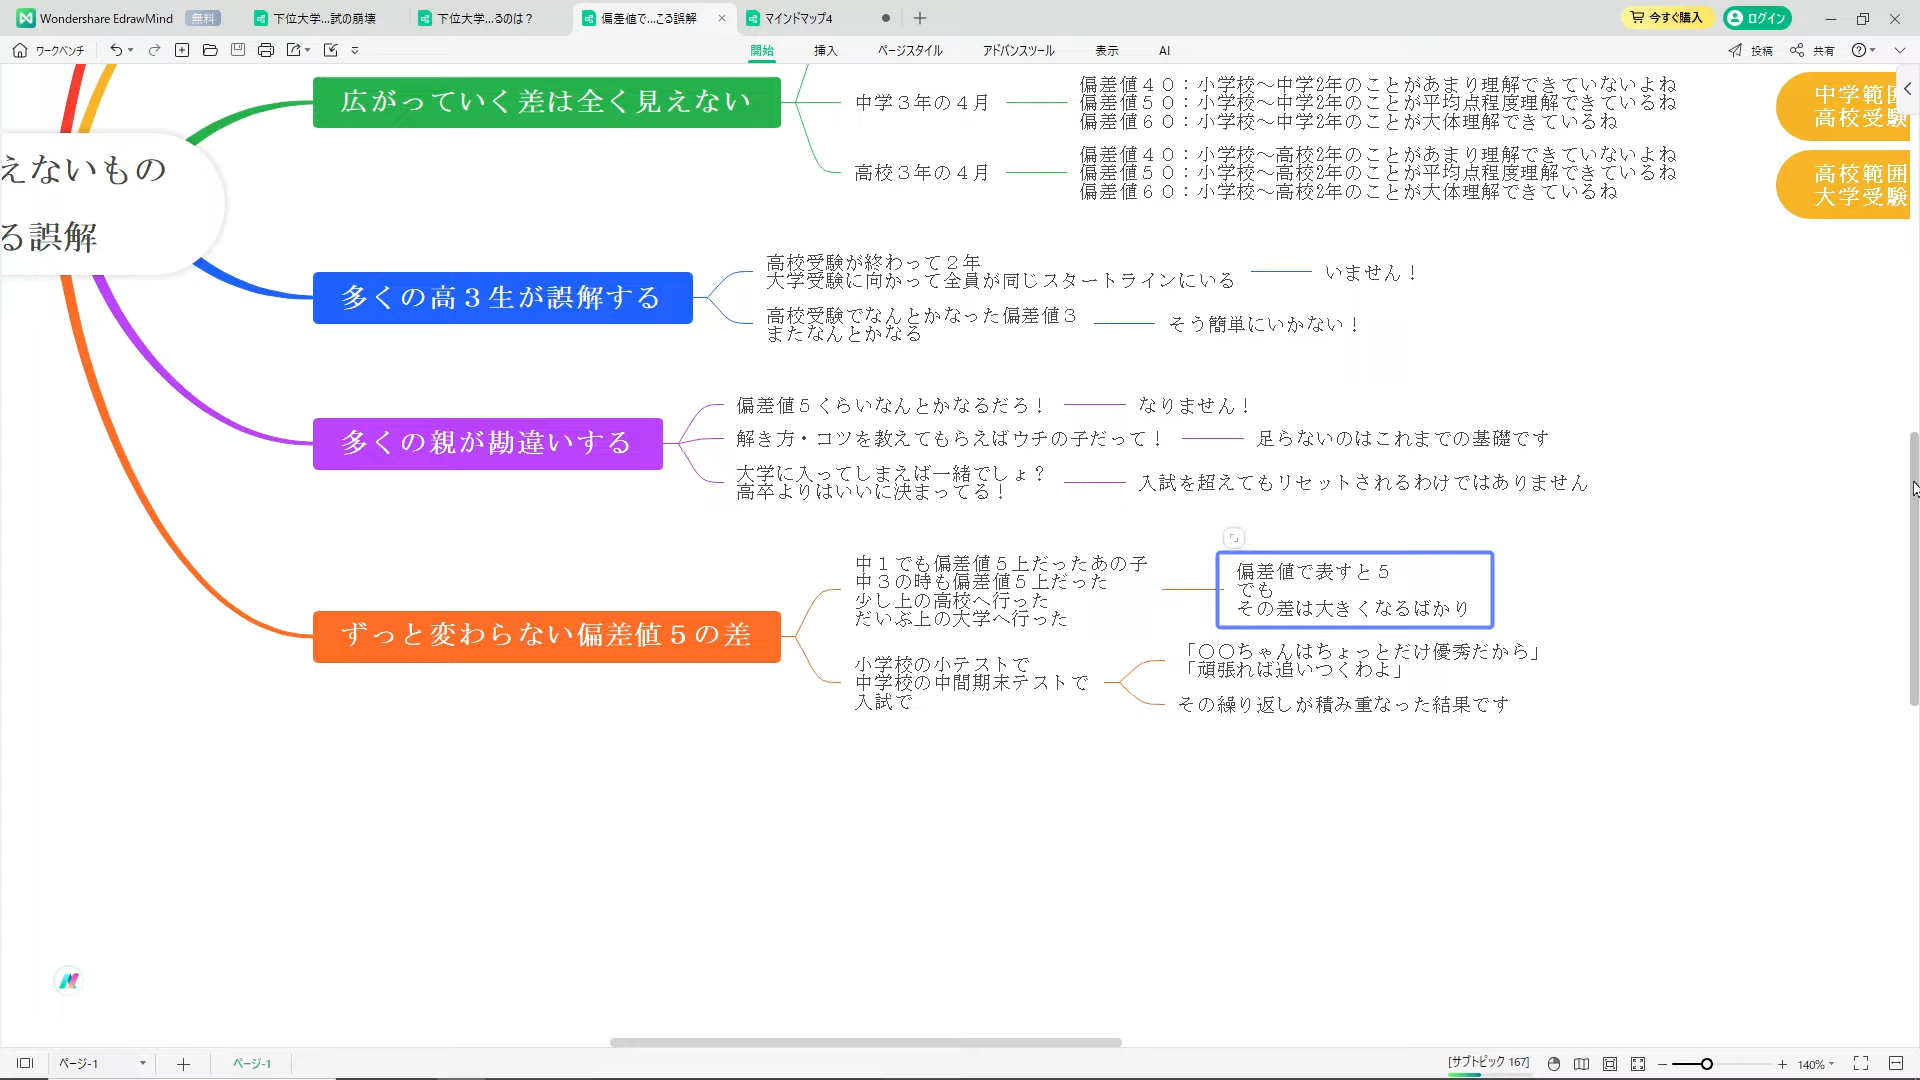 Wondershare EdrawMind 無料
下位大学...試の崩壊
下位大学...るのは？
偏差値で...こる誤解
マインドマップ4
今すぐ購入
ログイン
ワークベンチ
開始
挿入
ページスタイル
アドバンスツール
表示
AI
投稿
共有
えないもの
る誤解
広がっていく差は全く見えない
中学３年の４月
偏差値４０：小学校〜中学2年のことがあまり理解できていないよね
偏差値５０：小学校〜中学2年のことが平均点程度理解できているね
偏差値６０：小学校〜中学2年のことが大体理解できているね
高校３年の４月
偏差値４０：小学校〜高校2年のことがあまり理解できていないよね
偏差値５０：小学校〜高校2年のことが平均点程度理解できているね
偏差値６０：小学校〜高校2年のことが大体理解できているね
中学範囲
高校受験
高校範囲
大学受験
多くの高３生が誤解する
高校受験が終わって２年
大学受験に向かって全員が同じスタートラインにいる
いません！
高校受験でなんとかなった偏差値３
またなんとかなる
そう簡単にいかない！
多くの親が勘違いする
偏差値５くらいなんとかなるだろ！
なりません！
解き方・コツを教えてもらえばウチの子だって！
足らないのはこれまでの基礎です
大学に入ってしまえば一緒でしょ？
高卒よりはいいに決まってる！
入試を超えてもリセットされるわけではありません
ずっと変わらない偏差値５の差
中１でも偏差値５上だったあの子
中３の時も偏差値５上だった
少し上の高校へ行った
だいぶ上の大学へ行った
偏差値で表すと５
でも
その差は大きくなるばかり
小学校の小テストで
中学校の中間期末テストで
入試で
「〇〇ちゃんはちょっとだけ優秀だから」
「頑張れば追いつくわよ」
その繰り返しが積み重なった結果です
ページ-1
ページ-1
[サブトピック 167]
140%